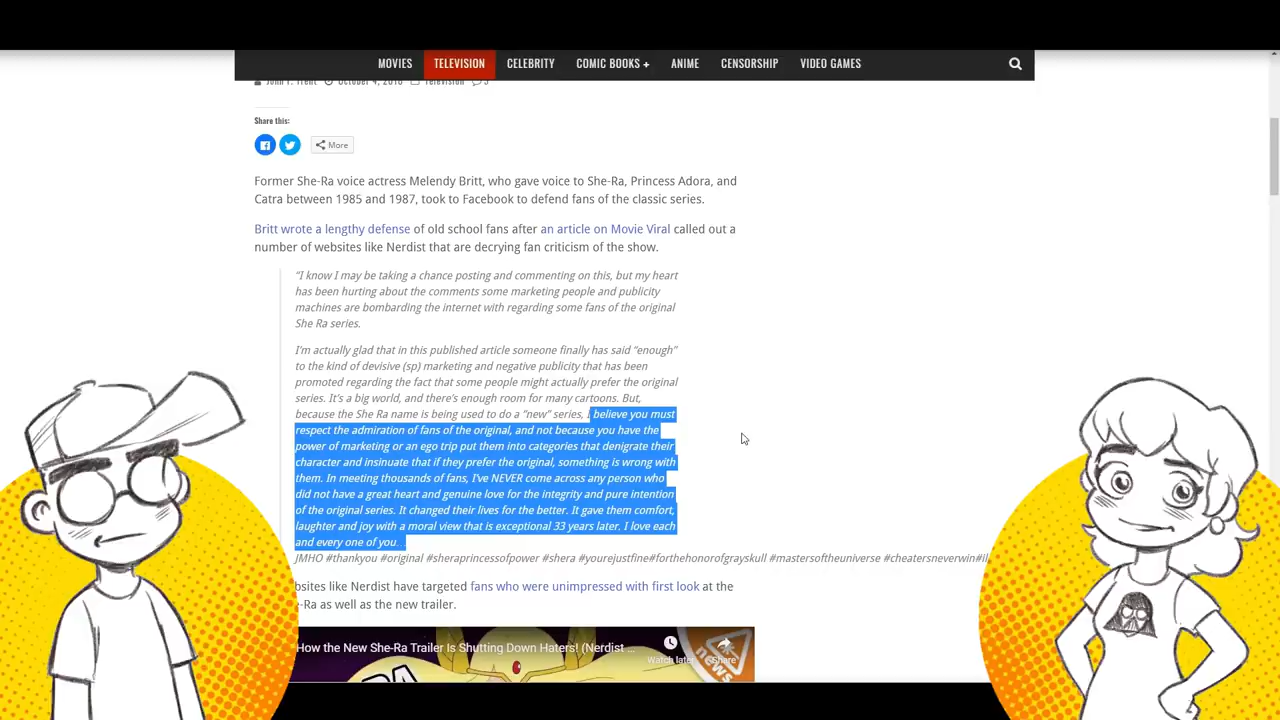 MOVIES TELEVISION CELEBRITY COMIC BOOKS + ANIME CENSORSHIP VIDEO GAMES
John F. Trent October 4, 2018 Television
Share this:
More
Former She-Ra voice actress Melendy Britt, who gave voice to She-Ra, Princess Adora, and
Catra between 1985 and 1987, took to Facebook to defend fans of the classic series.
Britt wrote a lengthy defense of old school fans after an article on Movie Viral called out a
number of websites like Nerdist that are decrying fan criticism of the show.
“I know I may be taking a chance posting and commenting on this, but my heart
has been hurting about the comments some marketing people and publicity
machines are bombarding the internet with regarding some fans of the original
She Ra series.
I’m actually glad that in this published article someone finally has said “enough”
to the kind of devisive (sp) marketing and negative publicity that has been
promoted regarding the fact that some people might actually prefer the original
series. It’s a big world, and there’s enough room for many cartoons. But,
because the She Ra name is being used to do a “new” series, I believe you must
respect the admiration of fans of the original, and not because you have the
power of marketing or an ego trip put them into categories that denigrate their
character and insinuate that if they prefer the original, something is wrong with
them. In meeting thousands of fans, I’ve NEVER come across any person who
did not have a great heart and genuine love for the integrity and pure intention
of the original series. It changed their lives for the better. It gave them comfort,
laughter and joy with a moral view that is exceptional 33 years later. I love each
and every one of you...
JMHO #thankyou #original #sheraprincessofpower #shera #yourejustfine#forthehonorofgrayskull #mastersoftheuniverse #cheatersneverwin#ill
bsites like Nerdist have targeted fans who were unimpressed with first look at the
e-Ra as well as the new trailer.
How the New She-Ra Trailer Is Shutting Down Haters! (Nerdist ...
Watch later Share